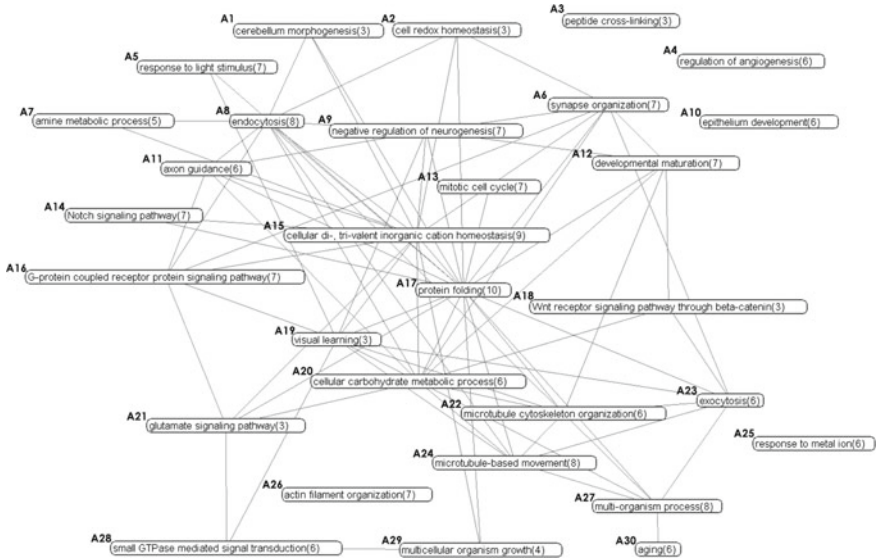 A1
cerebellum morphogenesis(3)
A2
cell redox homeostasis(3)
A3
peptide cross-linking(3)
A4
regulation of angiogenesis(6)
A5
response to light stimulus(7)
A6
synapse organization(7)
A7
amine metabolic process(5)
A8
endocytosis(8)
A9
negative regulation of neurogenesis(7)
A10
epithelium development(6)
A11
axon guidance(6)
A12
developmental maturation(7)
A13
mitotic cell cycle(7)
A14
Notch signaling pathway(7)
A15
cellular di-, tri-valent inorganic cation homeostasis(9)
A16
G-protein coupled receptor protein signaling pathway(7)
A17
protein folding(10)
A18
Wnt receptor signaling pathway through beta-catenin(3)
A19
visual learning(3)
A20
cellular carbohydrate metabolic process(6)
A21
glutamate signaling pathway(3)
A22
microtubule cytoskeleton organization(6)
A23
exocytosis(6)
A24
microtubule-based movement(8)
A25
response to metal ion(6)
A26
actin filament organization(7)
A27
multi-organism process(8)
A28
small GTPase mediated signal transduction(6)
A29
multicellular organism growth(4)
A30
aging(6)